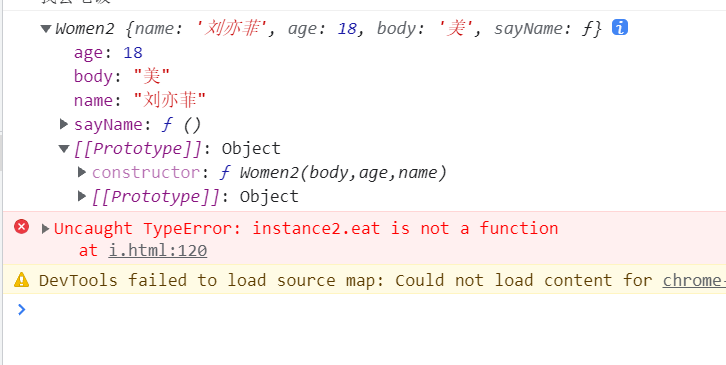 Women2 {name: '刘亦菲', age: 18, body: '美', sayName: ƒ} i
age: 18
body: "美"
name: "刘亦菲"
sayName: ƒ ()
[[Prototype]]: Object
constructor: ƒ Women2(body,age,name)
[[Prototype]]: Object
Uncaught TypeError: instance2.eat is not a function
at i.html:120
DevTools failed to load source map: Could not load content for chrome-